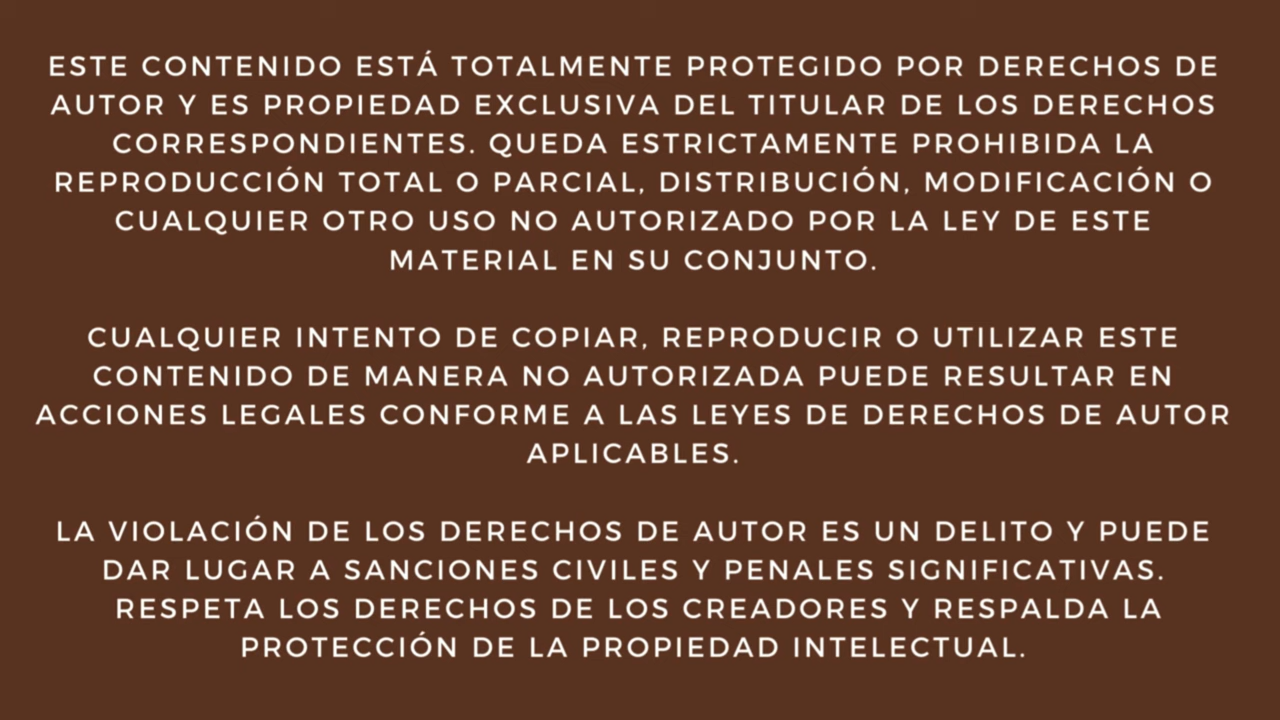 ESTE CONTENIDO ESTÁ TOTALMENTE PROTEGIDO POR DERECHOS DE
AUTOR Y ES PROPIEDAD EXCLUSIVA DEL TITULAR DE LOS DERECHOS
CORRESPONDIENTES. QUEDA ESTRICTAMENTE PROHIBIDA LA
REPRODUCCIÓN TOTAL O PARCIAL, DISTRIBUCIÓN, MODIFICACIÓN O
CUALQUIER OTRO USO NO AUTORIZADO POR LA LEY DE ESTE
MATERIAL EN SU CONJUNTO.
CUALQUIER INTENTO DE COPIAR, REPRODUCIR O UTILIZAR ESTE
CONTENIDO DE MANERA NO AUTORIZADA PUEDE RESULTAR EN
ACCIONES LEGALES CONFORME A LAS LEYES DE DERECHOS DE AUTOR
APLICABLES.
LA VIOLACIÓN DE LOS DERECHOS DE AUTOR ES UN DELITO Y PUEDE
DAR LUGAR A SANCIONES CIVILES Y PENALES SIGNIFICATIVAS.
RESPETA LOS DERECHOS DE LOS CREADORES Y RESPALDA LA
PROTECCIÓN DE LA PROPIEDAD INTELECTUAL.